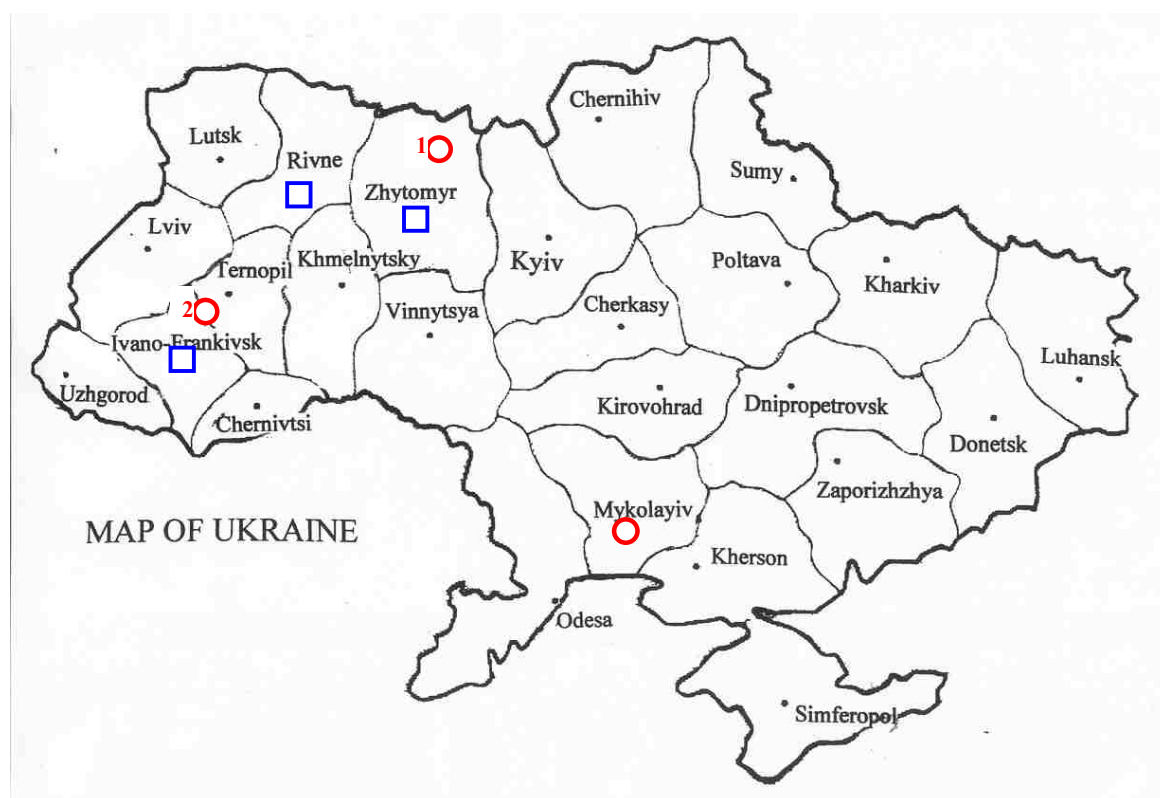 Chernihiv
Lutsk
Rivne
1
Sumy
Zhytomyr
Lviv
Kyiv
Poltava
Ternopil
Khmelnytsky
Kharkiv
2
Vinnytsya
Cherkasy
Ivano-Frankivsk
Luhansk
Uzhgorod
Kirovohrad
Dnipropetrovsk
Chernivtsi
Donetsk
Zaporizhzhya
Mykolayiv
MAP OF UKRAINE
Kherson
Odesa
Simferopol